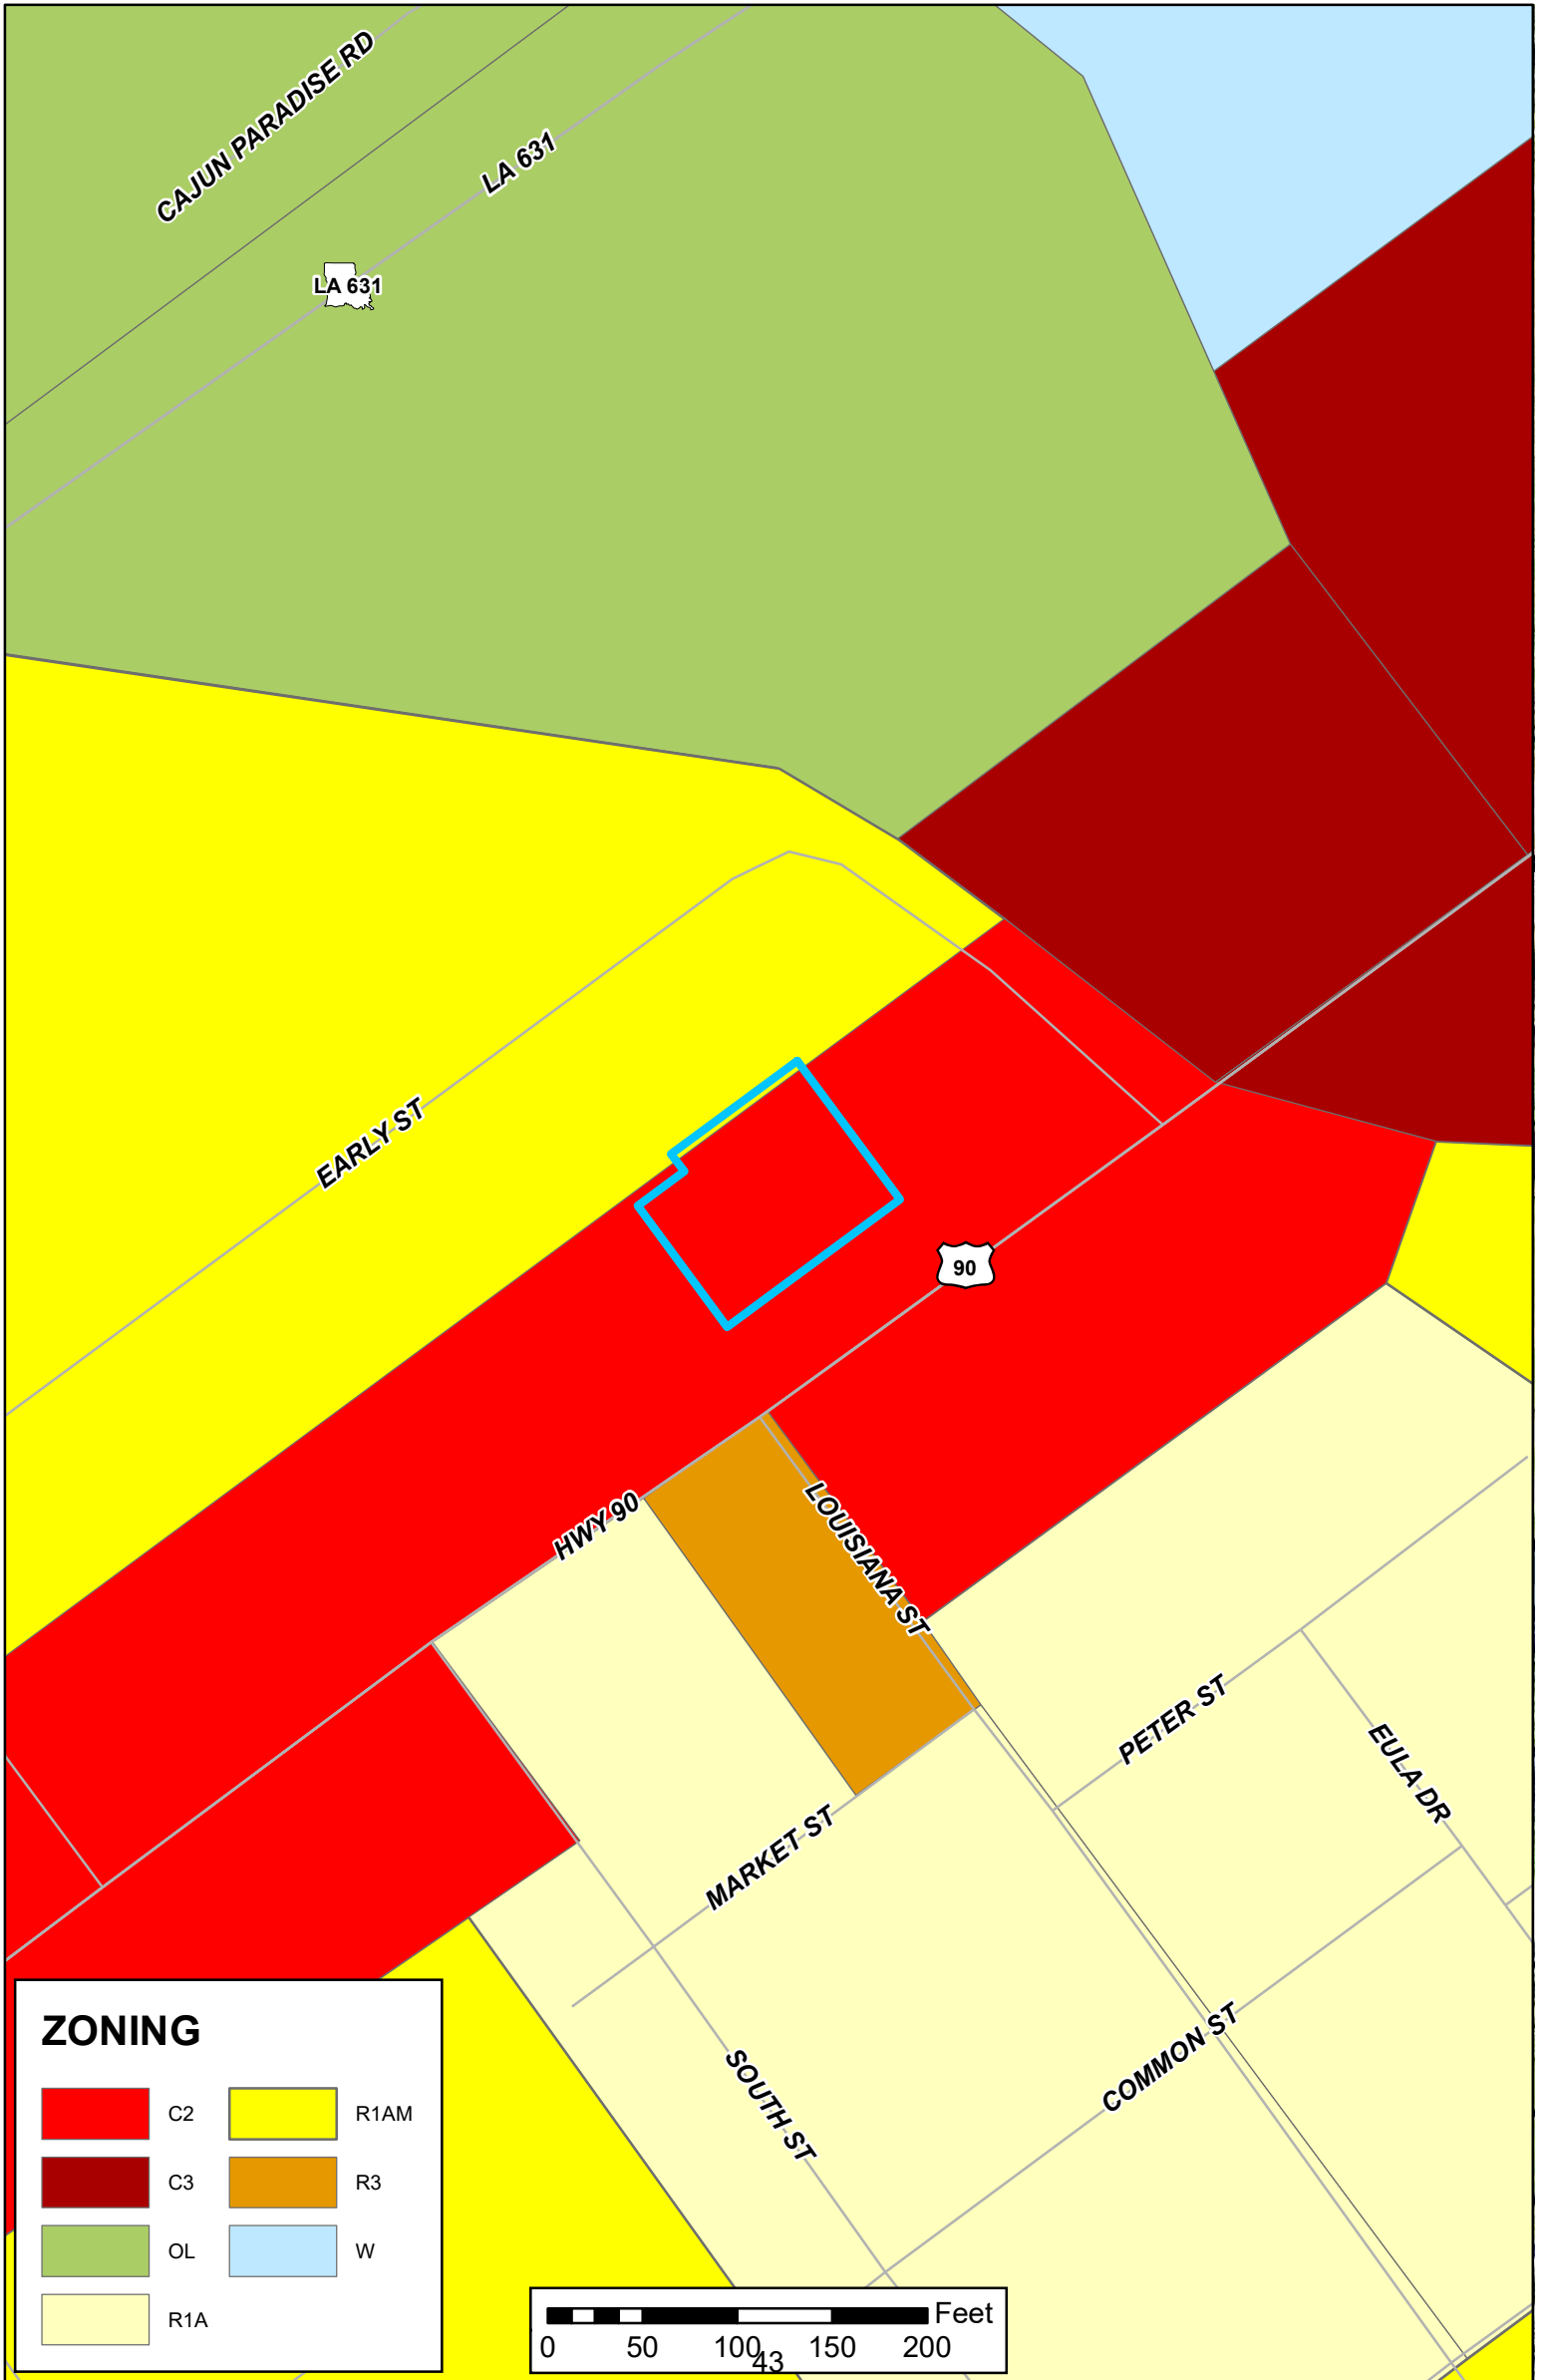 CAJUN PARADISE RD
LA 631
LA 631
EARLY ST
90
HWY 90
LOUISIANA ST
PETER ST
EULA DR
MARKET ST
COMMON ST
SOUTH ST
ZONING
C2
R1AM
C3
R3
OL
W
R1A
Feet
0 50 100 150 200
43